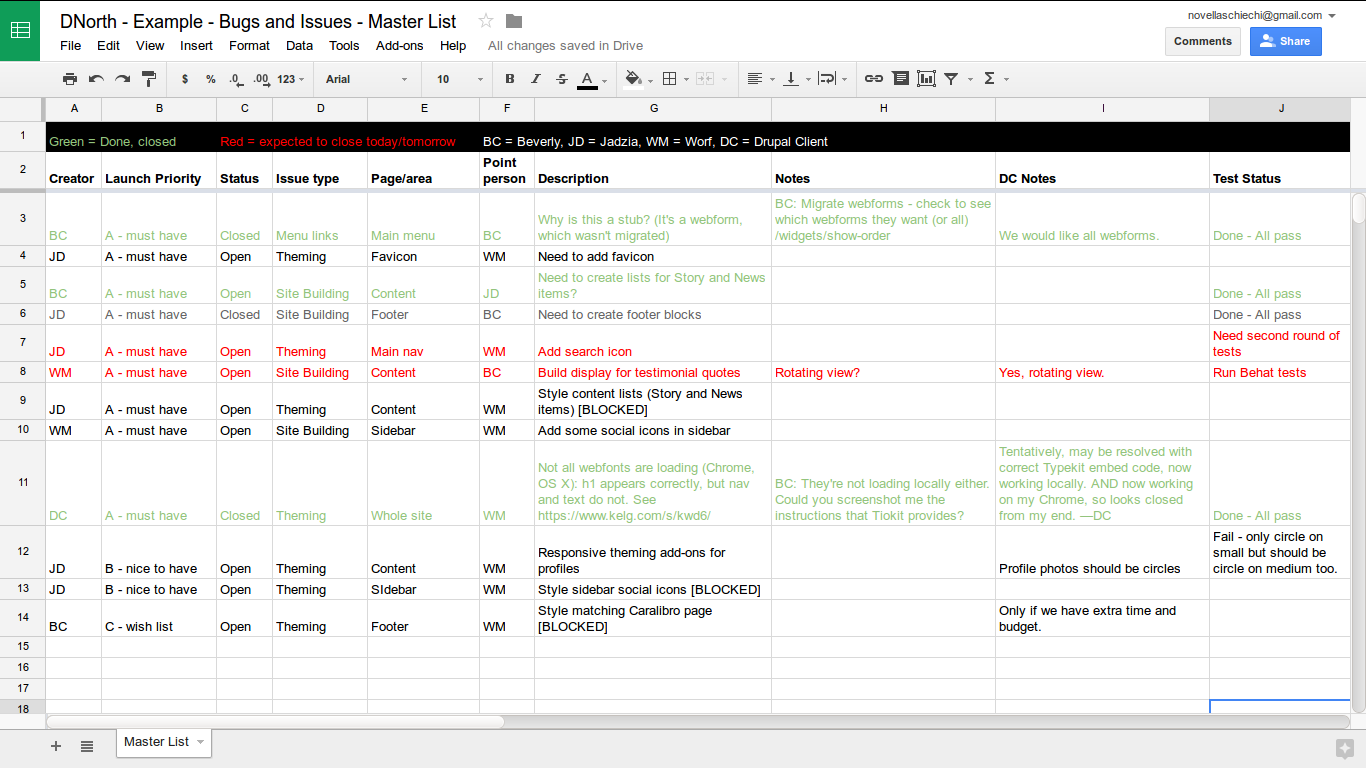 DNorth - Example - Bugs and Issues - Master List
novellaschiechi@gmail.com
File Edit View Insert Format Data Tools Add-ons Help All changes saved in Drive
Comments Share
$ % .0 .00 123 Arial 10 B I S A Σ
A B C D E F G H I J
1 Green = Done, closed Red = expected to close today/tomorrow BC = Beverly, JD = Jadzia, WM = Worf, DC = Drupal Client
2 Creator Launch Priority Status Issue type Page/area Point person Description Notes DC Notes Test Status
3 BC A - must have Closed Menu links Main menu BC Why is this a stub? (It's a webform, which wasn't migrated) BC: Migrate webforms - check to see which webforms they want (or all) /widgets/show-order We would like all webforms. Done - All pass
4 JD A - must have Open Theming Favicon WM Need to add favicon
5 BC A - must have Open Site Building Content JD Need to create lists for Story and News items? Done - All pass
6 JD A - must have Closed Site Building Footer BC Need to create footer blocks Done - All pass
7 JD A - must have Open Theming Main nav WM Add search icon Need second round of tests
8 WM A - must have Open Site Building Content BC Build display for testimonial quotes Rotating view? Yes, rotating view. Run Behat tests
9 JD A - must have Open Theming Content WM Style content lists (Story and News items) [BLOCKED]
10 WM A - must have Open Site Building Sidebar WM Add some social icons in sidebar
11 DC A - must have Closed Theming Whole site WM Not all webfonts are loading (Chrome, OS X): h1 appears correctly, but nav and text do not. See https://www.kelg.com/s/kwd6/ BC: They're not loading locally either. Could you screenshot me the instructions that Tiokit provides? Tentatively, may be resolved with correct Typekit embed code, now working locally. AND now working on my Chrome, so looks closed from my end. —DC Done - All pass
12 JD B - nice to have Open Theming Content WM Responsive theming add-ons for profiles Profile photos should be circles Fail - only circle on small but should be circle on medium too.
13 JD B - nice to have Open Theming SIdebar WM Style sidebar social icons [BLOCKED]
14 BC C - wish list Open Theming Footer WM Style matching Caralibro page [BLOCKED] Only if we have extra time and budget.
15
16
17
18
Master List